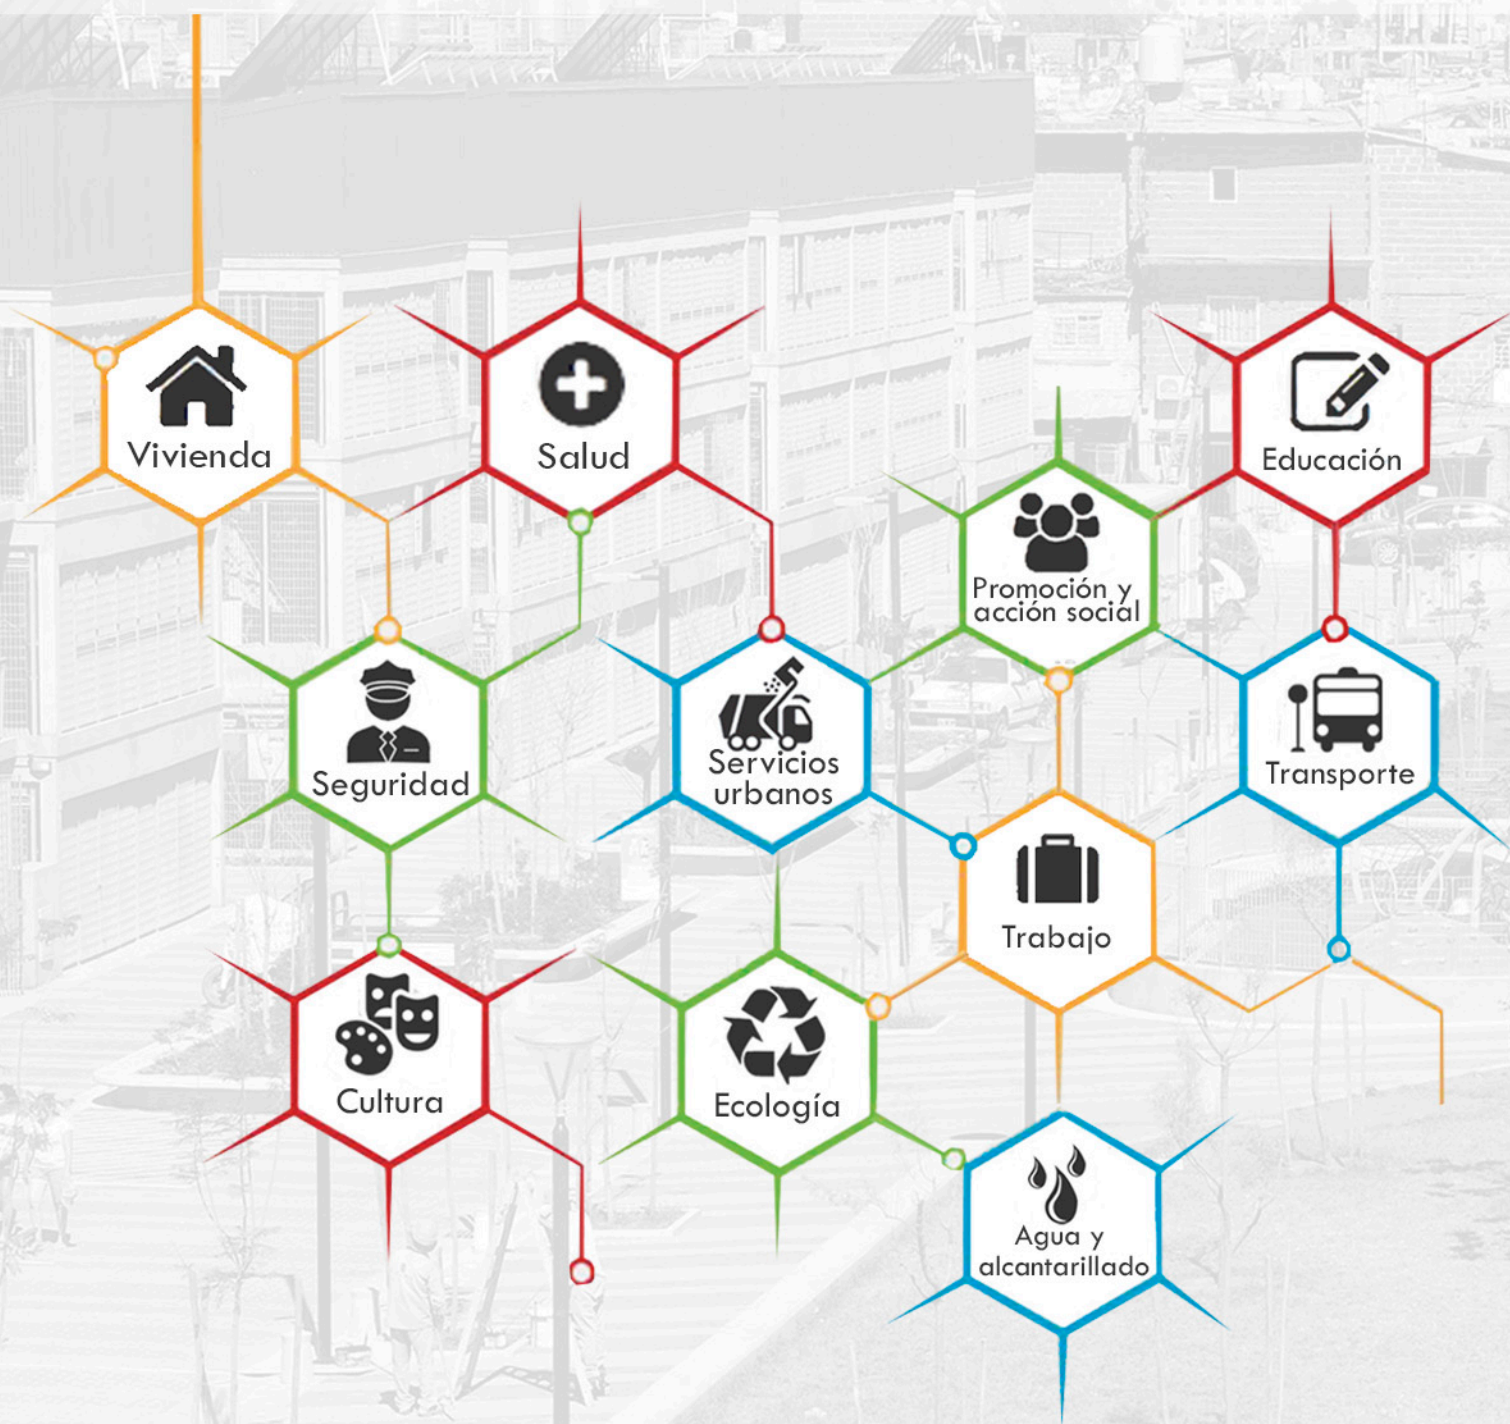 Vivienda
Salud
Educación
Promoción y
acción social
Seguridad
Servicios
urbanos
Transporte
Trabajo
Cultura
Ecología
Agua y
alcantarillado